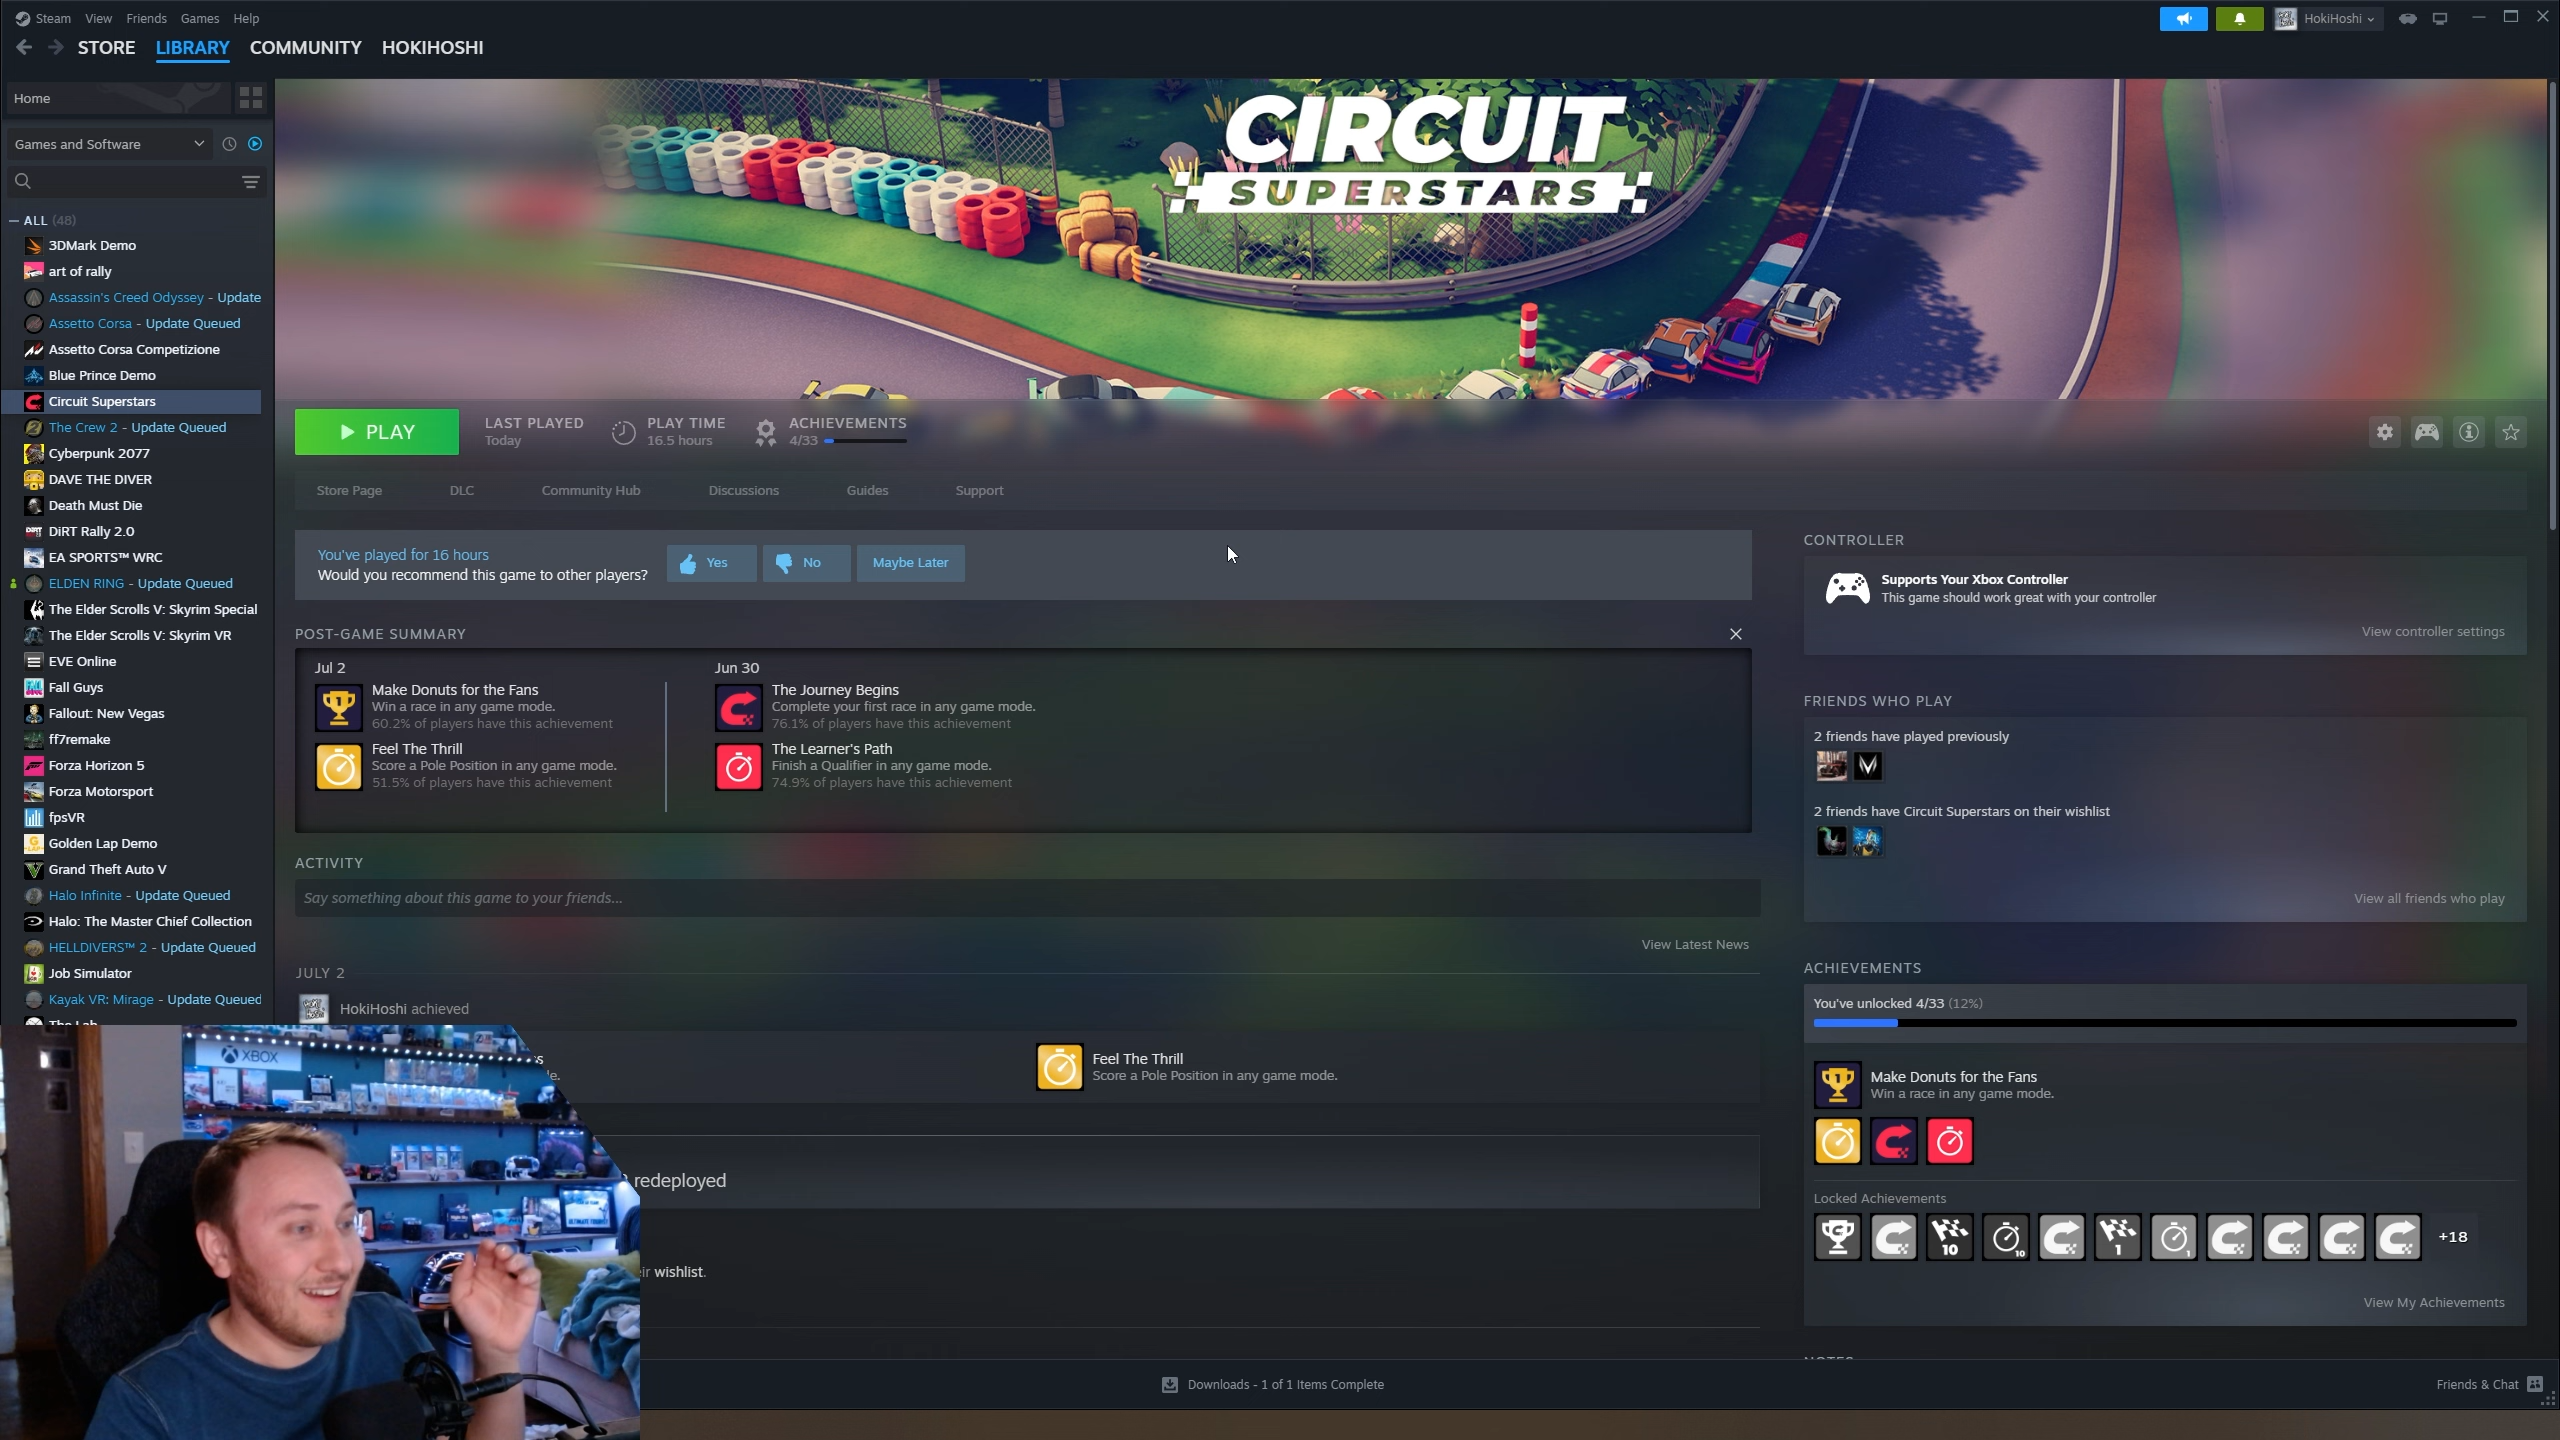 Steam View Friends Games Help
HokiHoshi
STORE LIBRARY COMMUNITY HOKIHOSHI
Home
Games and Software
ALL (48)
3DMark Demo
art of rally
Assassin's Creed Odyssey - Update
Assetto Corsa - Update Queued
Assetto Corsa Competizione
Blue Prince Demo
Circuit Superstars
The Crew 2 - Update Queued
Cyberpunk 2077
DAVE THE DIVER
Death Must Die
DiRT Rally 2.0
EA SPORTS™ WRC
ELDEN RING - Update Queued
The Elder Scrolls V: Skyrim Special
The Elder Scrolls V: Skyrim VR
EVE Online
Fall Guys
Fallout: New Vegas
ff7remake
Forza Horizon 5
Forza Motorsport
fpsVR
Golden Lap Demo
Grand Theft Auto V
Halo Infinite - Update Queued
Halo: The Master Chief Collection
HELLDIVERS™ 2 - Update Queued
Job Simulator
Kayak VR: Mirage - Update Queued
The Lab
CIRCUIT
SUPERSTARS
PLAY
LAST PLAYED
Today
PLAY TIME
16.5 hours
ACHIEVEMENTS
4/33
Store Page DLC Community Hub Discussions Guides Support
You've played for 16 hours
Would you recommend this game to other players?
Yes No Maybe Later
POST-GAME SUMMARY
Jul 2
Make Donuts for the Fans
Win a race in any game mode.
60.2% of players have this achievement
Feel The Thrill
Score a Pole Position in any game mode.
51.5% of players have this achievement
Jun 30
The Journey Begins
Complete your first race in any game mode.
76.1% of players have this achievement
The Learner's Path
Finish a Qualifier in any game mode.
74.9% of players have this achievement
ACTIVITY
Say something about this game to your friends...
View Latest News
JULY 2
HokiHoshi achieved
Feel The Thrill
Score a Pole Position in any game mode.
redeployed
wishlist.
CONTROLLER
Supports Your Xbox Controller
This game should work great with your controller
View controller settings
FRIENDS WHO PLAY
2 friends have played previously
2 friends have Circuit Superstars on their wishlist
View all friends who play
ACHIEVEMENTS
You've unlocked 4/33 (12%)
Make Donuts for the Fans
Win a race in any game mode.
Locked Achievements
10
10
1
1
+18
View My Achievements
NOTES
XBOX
Downloads - 1 of 1 Items Complete
Friends & Chat